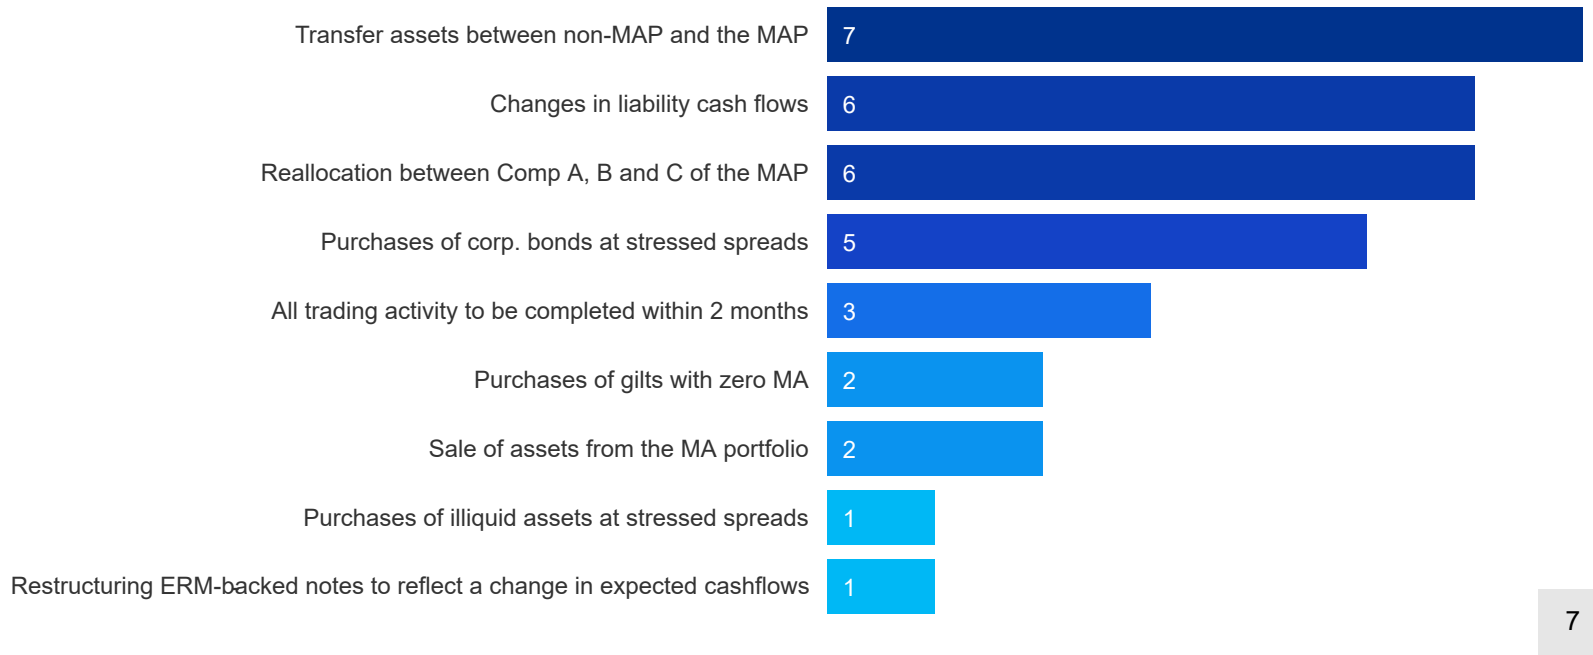 Transfer assets between non-MAP and the MAP 7
Changes in liability cash flows 6
Reallocation between Comp A, B and C of the MAP 6
Purchases of corp. bonds at stressed spreads 5
All trading activity to be completed within 2 months 3
Purchases of gilts with zero MA 2
Sale of assets from the MA portfolio 2
Purchases of illiquid assets at stressed spreads 1
Restructuring ERM-backed notes to reflect a change in expected cashflows 1
7